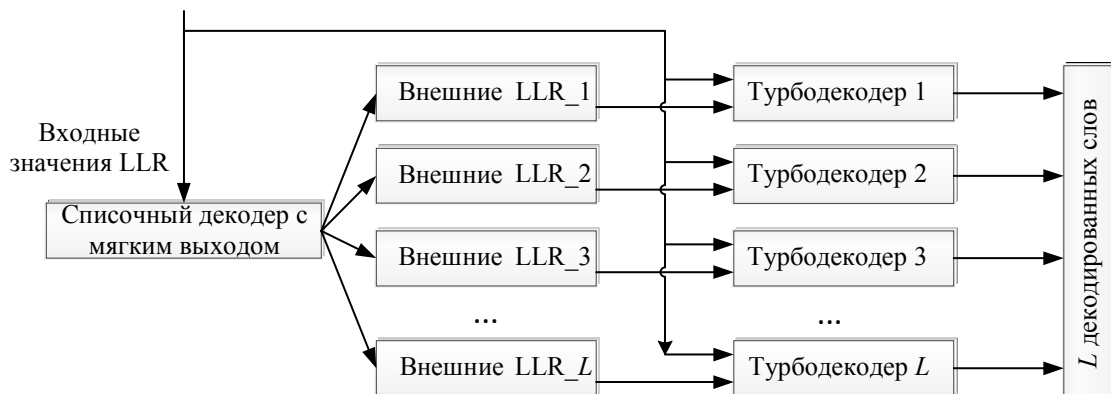 Входные
значения LLR
Списочный декодер с
мягким выходом
Внешние LLR_1
Внешние LLR_2
Внешние LLR_3
...
Внешние LLR_L
Турбодекодер 1
Турбодекодер 2
Турбодекодер 3
...
Турбодекодер L
L декодированных слов